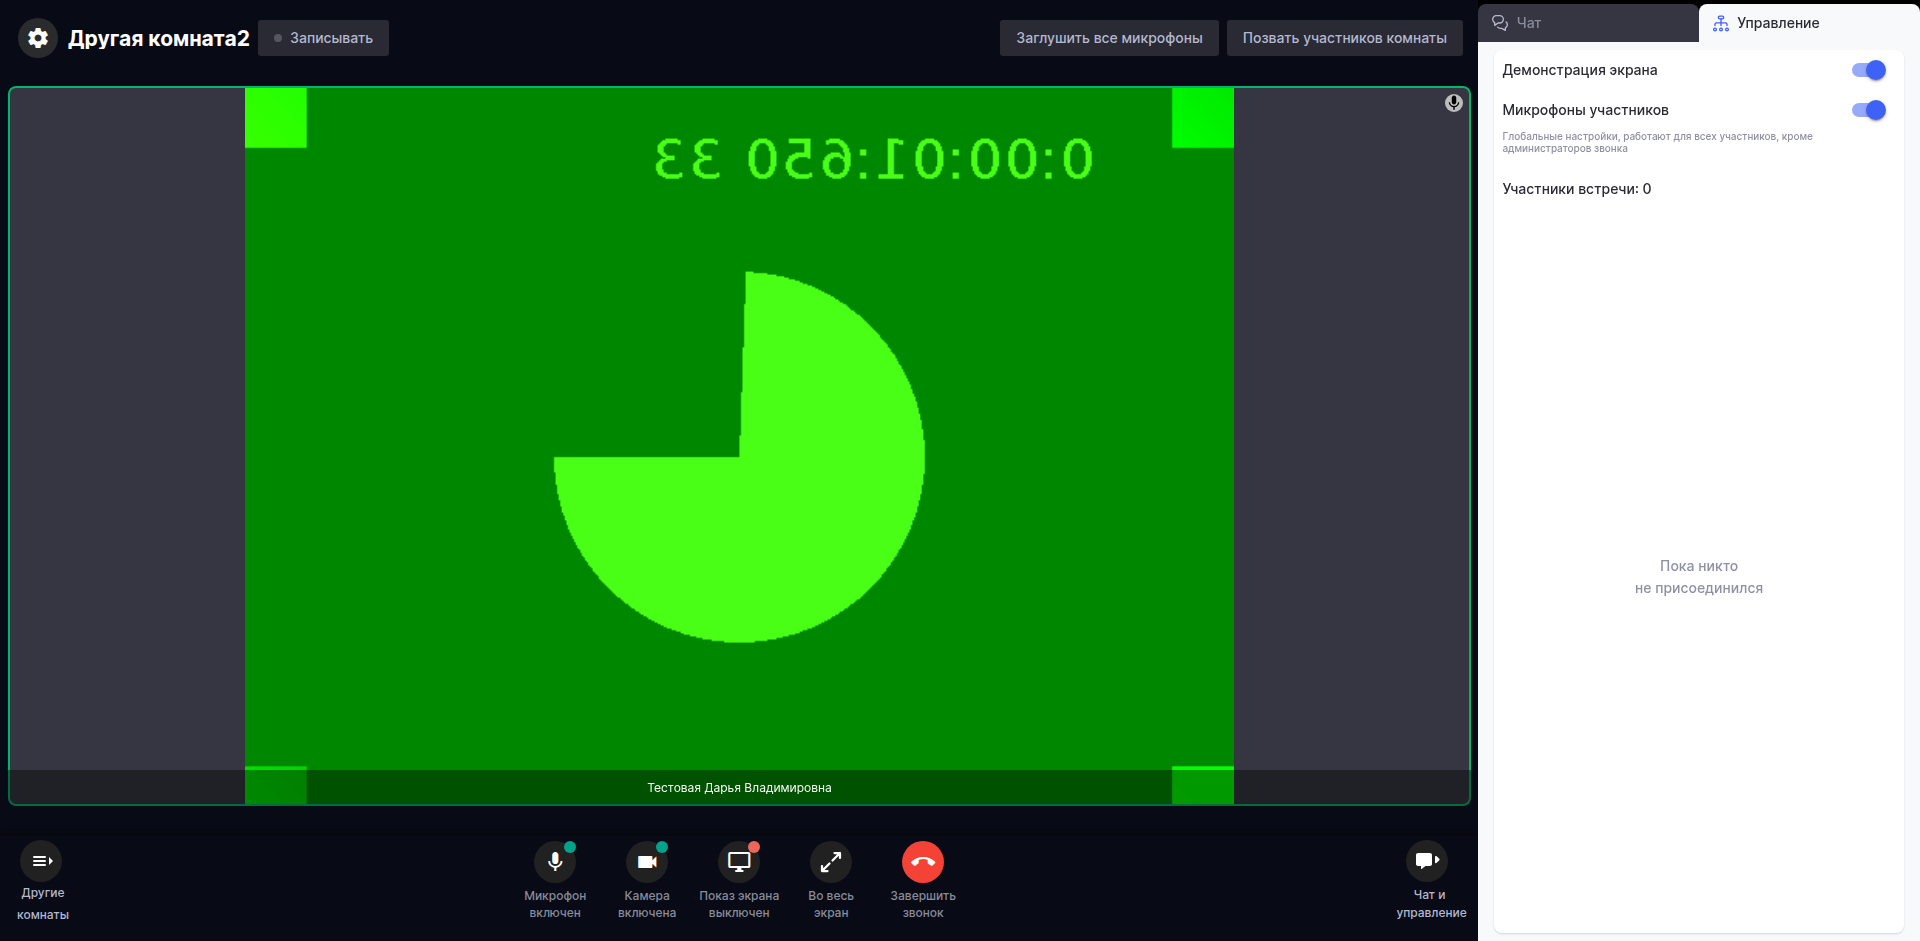 Другая комната2
Записывать
Заглушить все микрофоны
Позвать участников комнаты
Чат
Управление
Демонстрация экрана
Микрофоны участников
Глобальные настройки, работают для всех участников, кроме
администраторов звонка
Участники встречи: 0
Пока никто
не присоединился
0:00:01:650 33
Тестовая Дарья Владимировна
Другие
комнаты
Микрофон
включен
Камера
включена
Показ экрана
выключен
Во весь
экран
Завершить
звонок
Чат и
управление